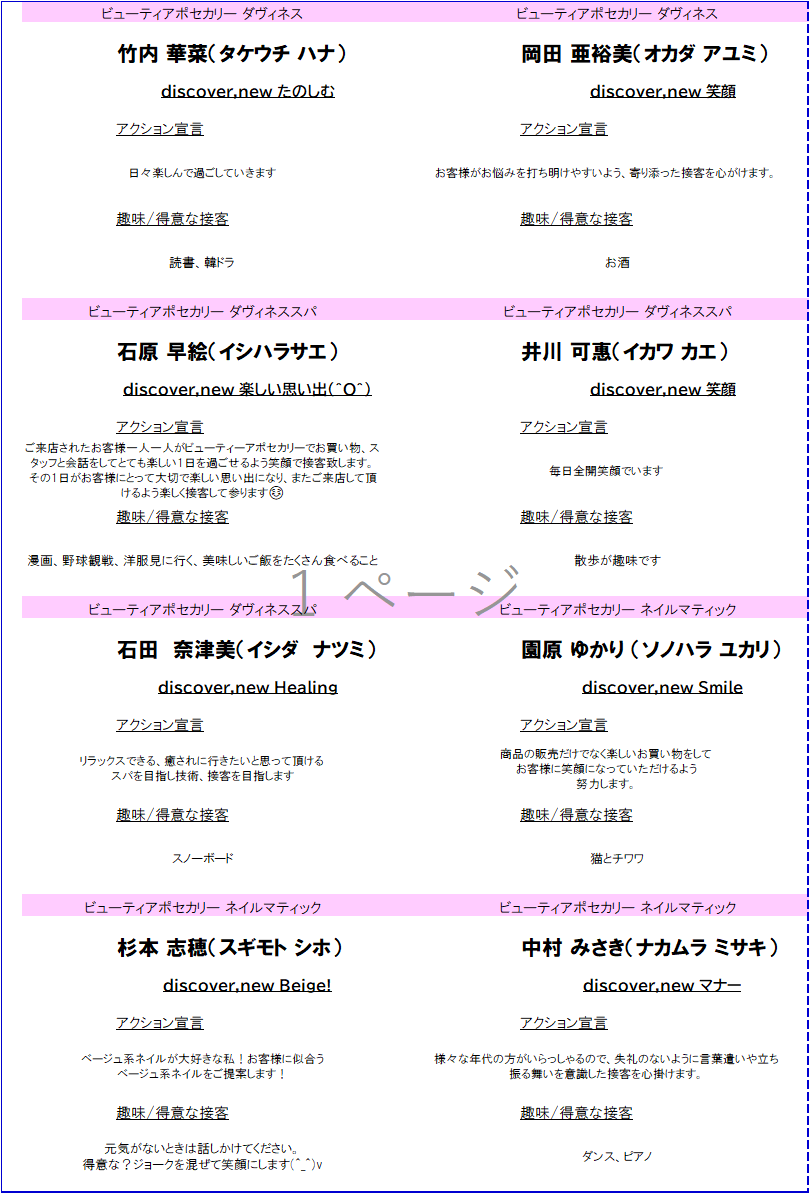 ビューティアポセカリー ダヴィネス
竹内 華菜(タケウチ ハナ)
discover,new たのしむ
アクション宣言
日々楽しんで過ごしていきます
趣味/得意な接客
読書、韓ドラ
ビューティアポセカリー ダヴィネス
岡田 亜裕美(オカダ アユミ)
discover,new 笑顔
アクション宣言
お客様がお悩みを打ち明けやすいよう、寄り添った接客を心がけます。
趣味/得意な接客
お酒
ビューティアポセカリー ダヴィネススパ
石原 早絵(イシハラサエ)
discover,new 楽しい思い出(^O^)
アクション宣言
ご来店されたお客様一人一人がビューティーアポセカリーでお買い物、ス
タッフと会話をしてとても楽しい1日を過ごせるよう笑顔で接客致します。
その1日がお客様にとって大切で楽しい思い出になり、またご来店して頂
けるよう楽しく接客して参ります😊
趣味/得意な接客
漫画、野球観戦、洋服見に行く、美味しいご飯をたくさん食べること
ビューティアポセカリー ダヴィネススパ
井川 可惠(イカワ カエ)
discover,new 笑顔
アクション宣言
毎日全開笑顔でいます
趣味/得意な接客
散歩が趣味です
1 ページ
ビューティアポセカリー ダヴィネススパ
石田　奈津美(イシダ　ナツミ)
discover,new Healing
アクション宣言
リラックスできる、癒されに行きたいと思って頂ける
スパを目指し技術、接客を目指します
趣味/得意な接客
スノーボード
ビューティアポセカリー ネイルマティック
園原 ゆかり(ソノハラ ユカリ)
discover,new Smile
アクション宣言
商品の販売だけでなく楽しいお買い物をして
お客様に笑顔になっていただけるよう
努力します。
趣味/得意な接客
猫とチワワ
ビューティアポセカリー ネイルマティック
杉本 志穂(スギモト シホ)
discover,new Beige!
アクション宣言
ベージュ系ネイルが大好きな私！お客様に似合う
ベージュ系ネイルをご提案します！
趣味/得意な接客
元気がないときは話しかけてください。
得意な？ジョークを混ぜて笑顔にします(^_^)v
ビューティアポセカリー ネイルマティック
中村 みさき(ナカムラ ミサキ)
discover,new マナー
アクション宣言
様々な年代の方がいらっしゃるので、失礼のないように言葉遣いや立ち
振る舞いを意識した接客を心掛けます。
趣味/得意な接客
ダンス、ピアノ